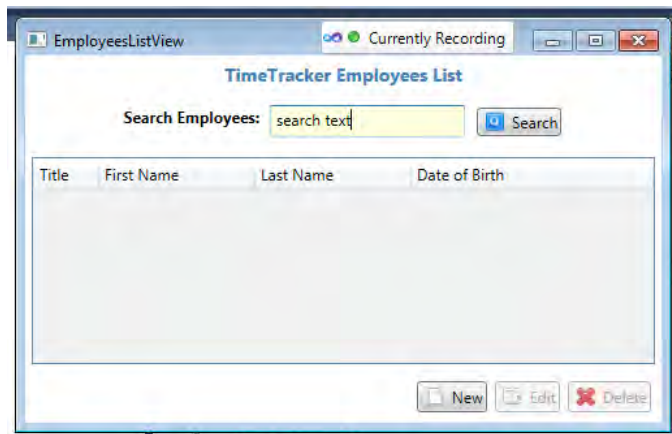 EmployeesListView Currently Recording
TimeTracker Employees List
Search Employees: search text Search
Title First Name Last Name Date of Birth
New Edit Delete